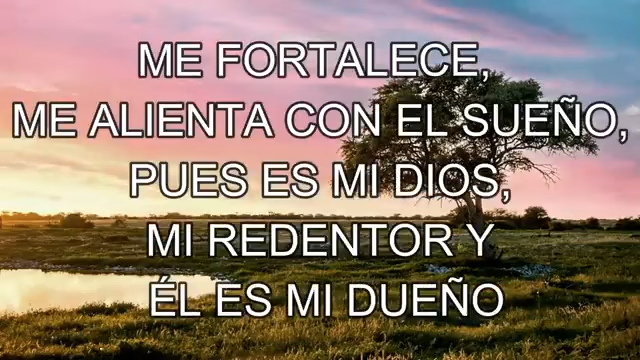 ME FORTALECE,
ME ALIENTA CON EL SUEÑO,
PUES ES MI DIOS,
MI REDENTOR Y
ÉL ES MI DUEÑO